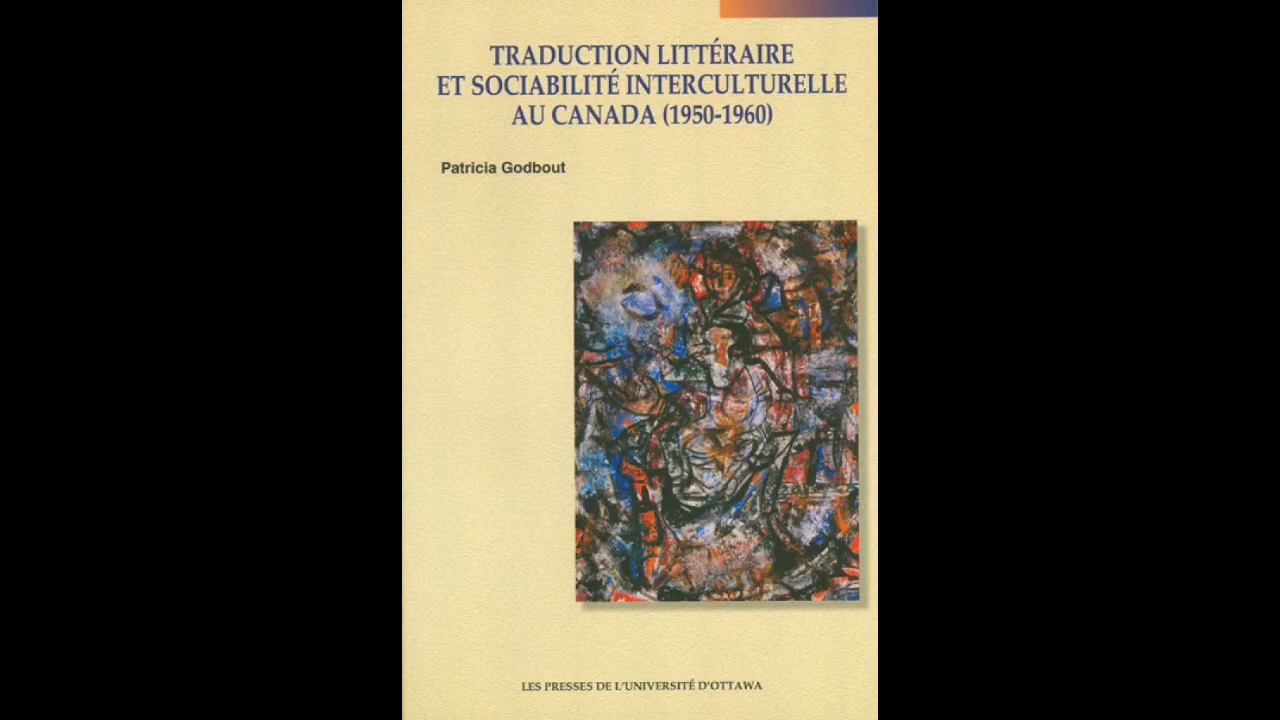 TRADUCTION LITTÉRAIRE
ET SOCIABILITÉ INTERCULTURELLE
AU CANADA (1950-1960)
Patricia Godbout
LES PRESSES DE L'UNIVERSITÉ D'OTTAWA